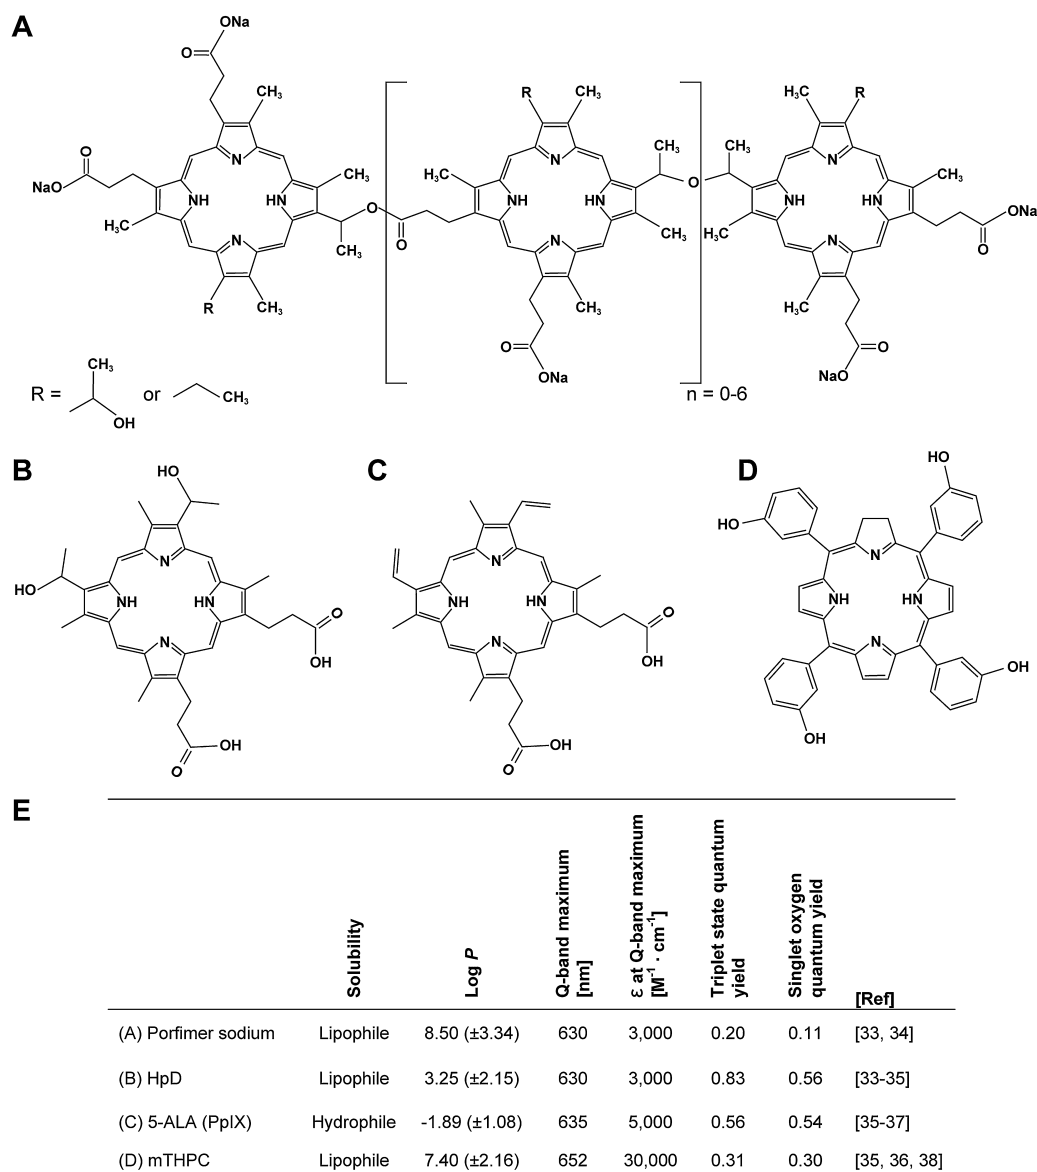 A
ONa
O
R
CH₃
H₃C
R
CH₃
O
N
N
N
CH₃
CH₃
NaO
CH₃
NH
HN
O
H₃C
NH
HN
O
NH
HN
CH₃
ONa
H₃C
N
CH₃
O
N
CH₃
H₃C
N
O
R
CH₃
CH₃
H₃C
O
ONa
NaO
O
n = 0-6
R =
CH₃
OH
or
CH₃
B
HO
C
D
HO
HO
N
N
N
HO
NH
HN
NH
HN
NH
HN
O
O
N
N
N
OH
OH
OH
O
OH
O
OH
OH
E
Solubility
Log P
Q-band maximum
[nm]
ε at Q-band maximum
[M⁻¹ · cm⁻¹]
Triplet state quantum
yield
Singlet oxygen
quantum yield
[Ref]
(A) Porfimer sodium Lipophile 8.50 (±3.34) 630 3,000 0.20 0.11 [33, 34]
(B) HpD Lipophile 3.25 (±2.15) 630 3,000 0.83 0.56 [33-35]
(C) 5-ALA (PpIX) Hydrophile -1.89 (±1.08) 635 5,000 0.56 0.54 [35-37]
(D) mTHPC Lipophile 7.40 (±2.16) 652 30,000 0.31 0.30 [35, 36, 38]